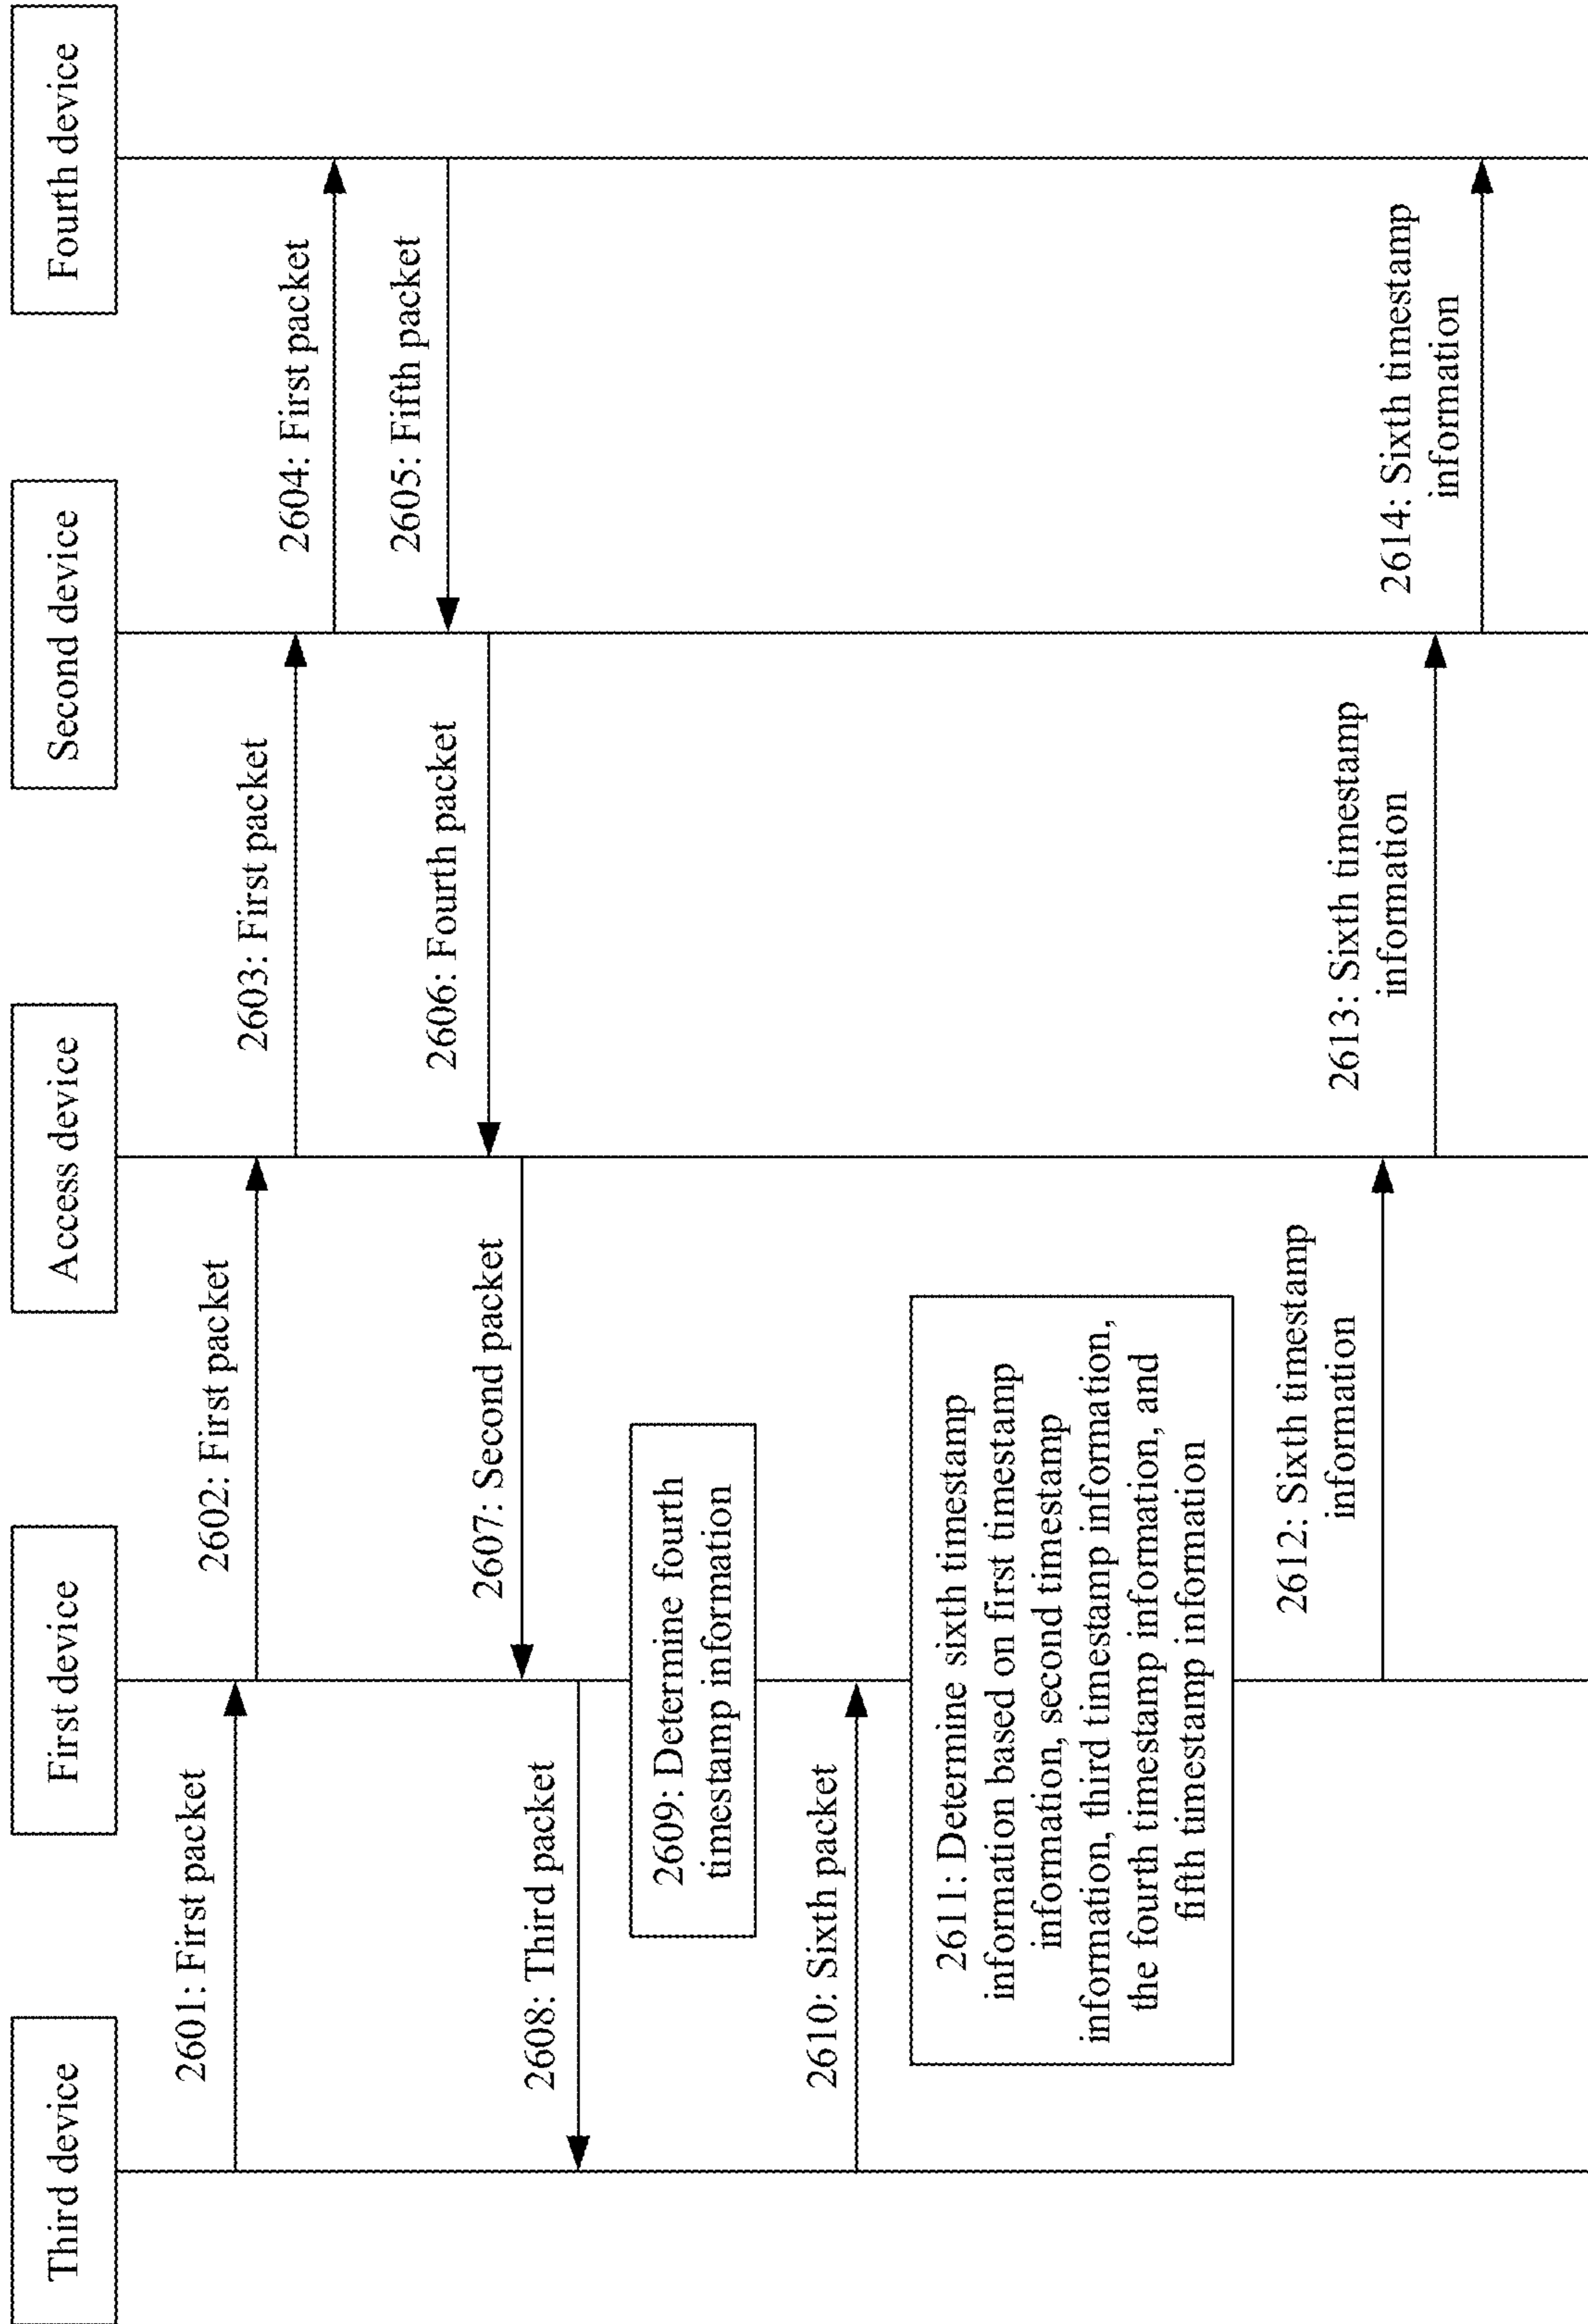 Third device
First device
Access device
Second device
Fourth device
2601: First packet
2602: First packet
2603: First packet
2604: First packet
2605: Fifth packet
2606: Fourth packet
2607: Second packet
2608: Third packet
2609: Determine fourth
timestamp information
2610: Sixth packet
2611: Determine sixth timestamp
information based on first timestamp
information, second timestamp
information, third timestamp information,
the fourth timestamp information, and
fifth timestamp information
2612: Sixth timestamp
information
2613: Sixth timestamp
information
2614: Sixth timestamp
information